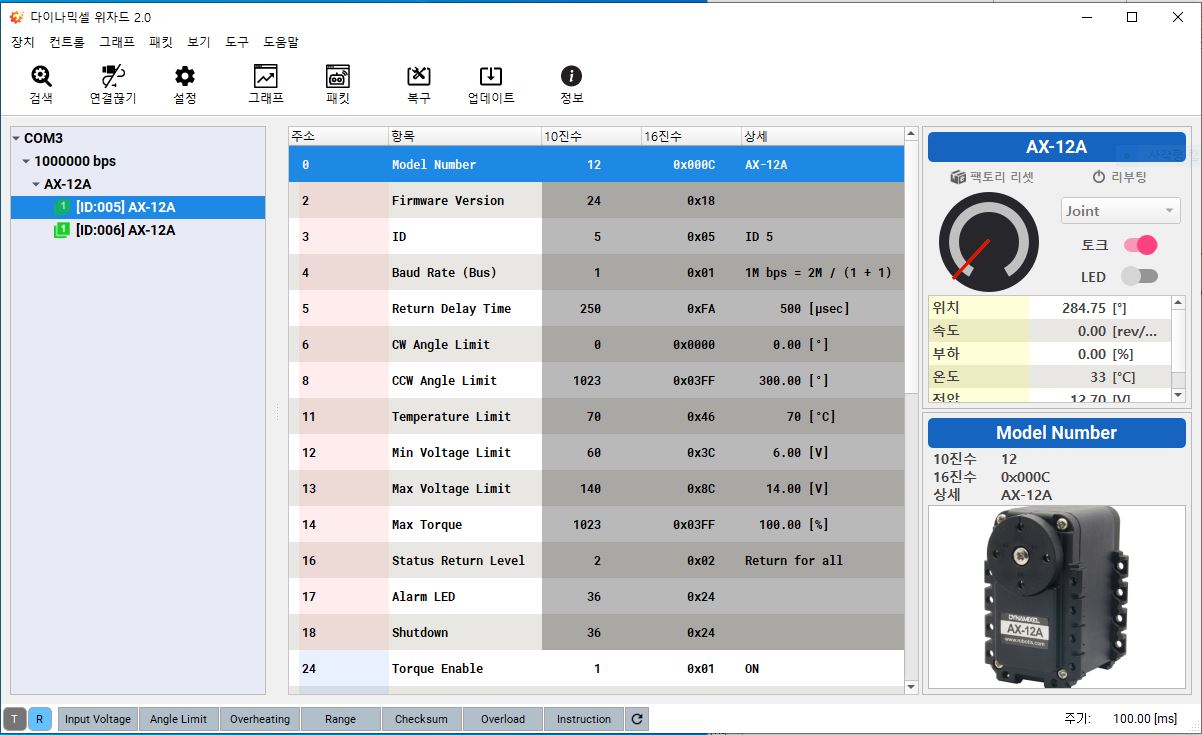 다이나믹셀 위자드 2.0
장치 컨트롤 그래프 패킷 보기 도구 도움말
검색 연결끊기 설정 그래프 패킷 복구 업데이트 정보
COM3
1000000 bps
AX-12A
[ID:005] AX-12A
[ID:006] AX-12A
주소 항목 10진수 16진수 상세
0 Model Number 12 0x000C AX-12A
2 Firmware Version 24 0x18
3 ID 5 0x05 ID 5
4 Baud Rate (Bus) 1 0x01 1M bps = 2M / (1 + 1)
5 Return Delay Time 250 0xFA 500 [μsec]
6 CW Angle Limit 0 0x0000 0.00 [°]
8 CCW Angle Limit 1023 0x03FF 300.00 [°]
11 Temperature Limit 70 0x46 70 [°C]
12 Min Voltage Limit 60 0x3C 6.00 [V]
13 Max Voltage Limit 140 0x8C 14.00 [V]
14 Max Torque 1023 0x03FF 100.00 [%]
16 Status Return Level 2 0x02 Return for all
17 Alarm LED 36 0x24
18 Shutdown 36 0x24
24 Torque Enable 1 0x01 ON
AX-12A
팩토리 리셋 리부팅
Joint
토크
LED
위치 284.75 [°]
속도 0.00 [rev/...
부하 0.00 [%]
온도 33 [°C]
전압 12.70 [V]
Model Number
10진수 12
16진수 0x000C
상세 AX-12A
DYNAMIXEL
AX-12A
www.robotis.com
T R Input Voltage Angle Limit Overheating Range Checksum Overload Instruction
주기: 100.00 [ms]